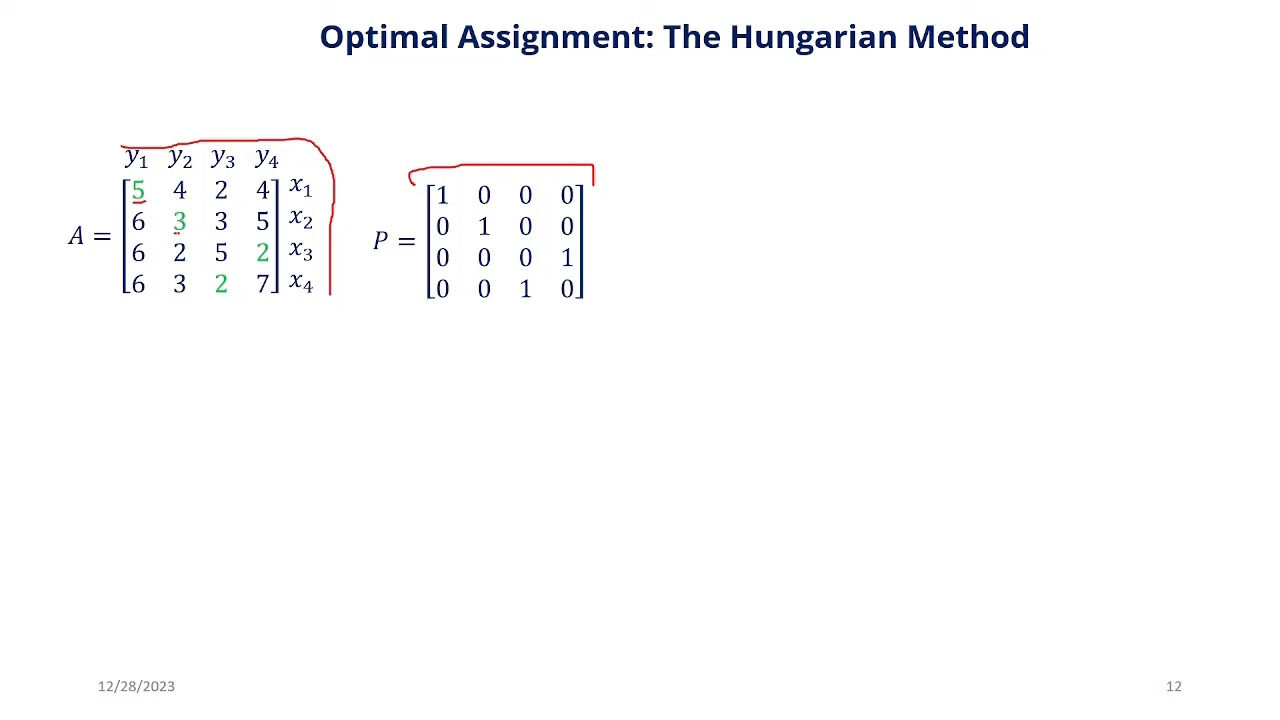 Optimal Assignment: The Hungarian Method
y₁ y₂ y₃ y₄
5 4 2 4 x₁
6 3 3 5 x₂
A =
6 2 5 2 x₃
6 3 2 7 x₄
1 0 0 0
0 1 0 0
P =
0 0 0 1
0 0 1 0
12/28/2023
12